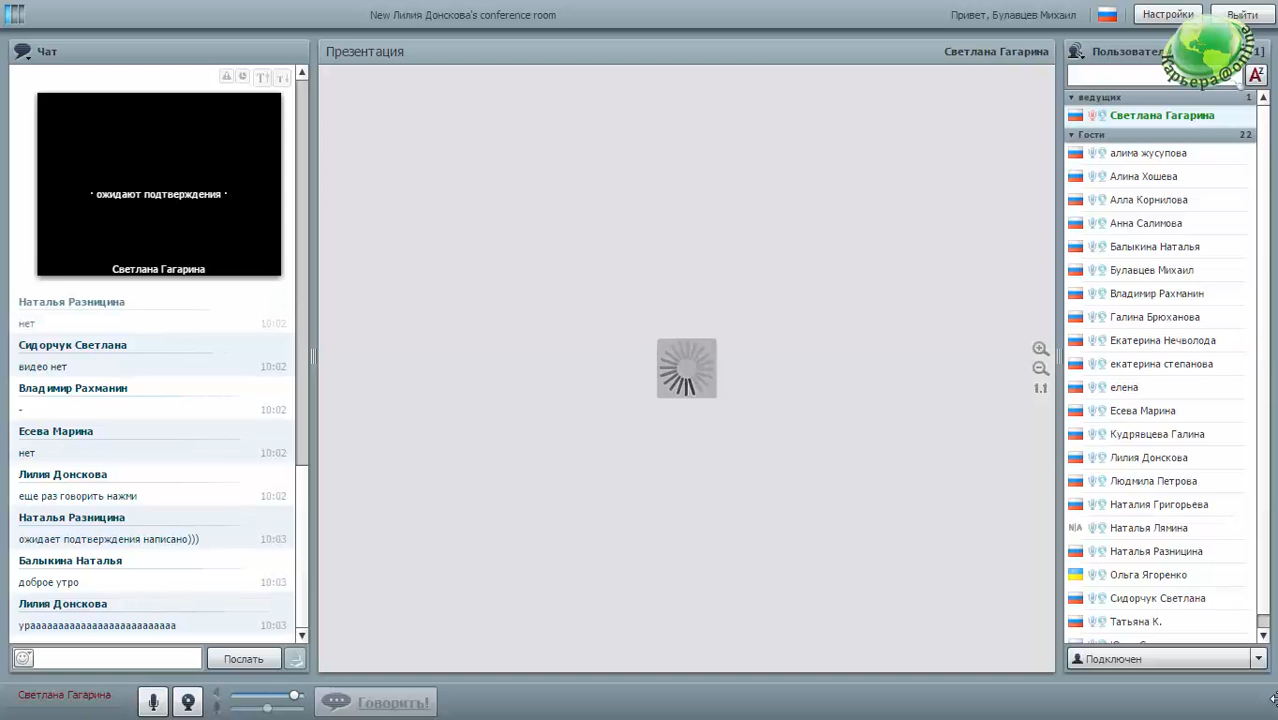 New Лилия Донскова's conference room
Привет, Булавцев Михаил
Настройки
Выйти
Чат
· ожидают подтверждения ·
Светлана Гагарина
Наталья Разницина
нет 10:02
Сидорчук Светлана
видео нет 10:02
Владимир Рахманин
- 10:02
Есева Марина
нет 10:02
Лилия Донскова
еще раз говорить нажми 10:02
Наталья Разницина
ожидает подтверждения написано))) 10:03
Балыкина Наталья
доброе утро 10:03
Лилия Донскова
ураааааааааааааааааааааааааа 10:03
Послать
Презентация
Светлана Гагарина
1.1
Карьера@online
ведущих 1
Светлана Гагарина
Гости 22
алима жусупова
Алина Хошева
Алла Корнилова
Анна Салимова
Балыкина Наталья
Булавцев Михаил
Владимир Рахманин
Галина Брюханова
Екатерина Нечволода
екатерина степанова
елена
Есева Марина
Кудрявцева Галина
Лилия Донскова
Людмила Петрова
Наталия Григорьева
N|A Наталья Лямина
Наталья Разницина
Ольга Ягоренко
Сидорчук Светлана
Татьяна К.
Подключен
Светлана Гагарина
Говорить!